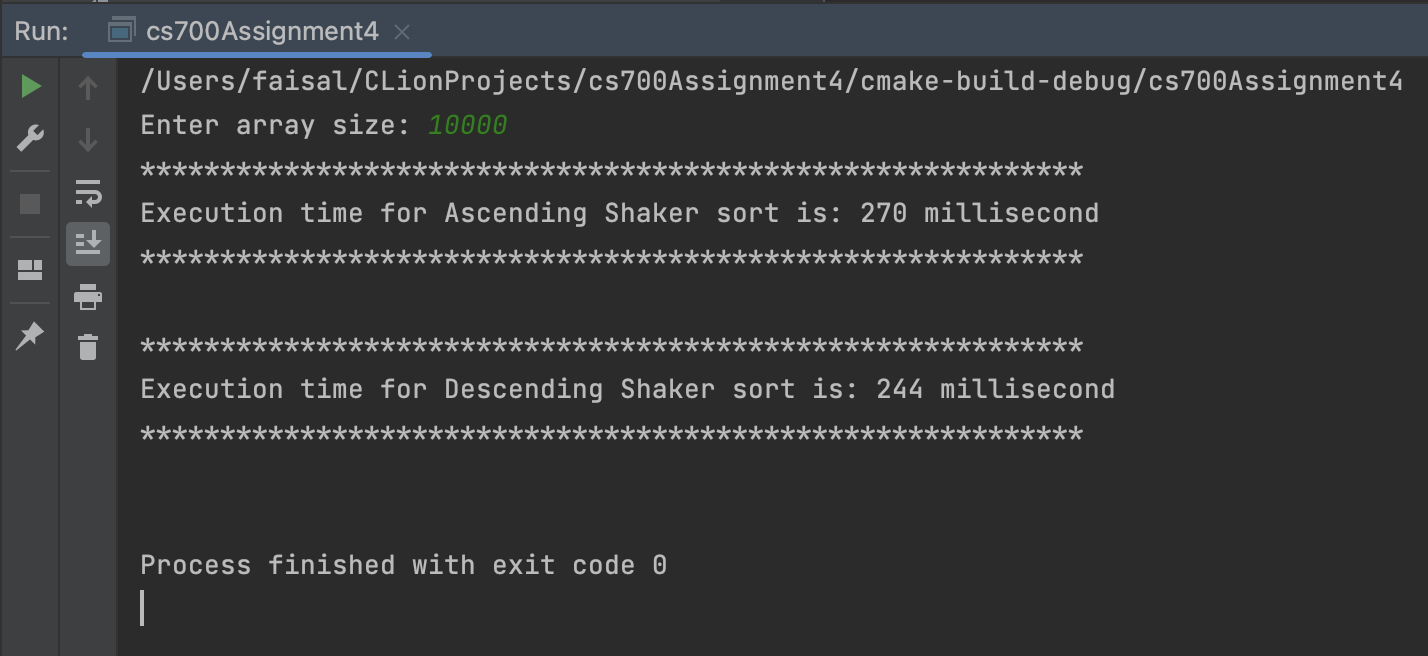 Run: cs700Assignment4
/Users/faisal/CLionProjects/cs700Assignment4/cmake-build-debug/cs700Assignment4
Enter array size: 10000
***********************************************************
Execution time for Ascending Shaker sort is: 270 millisecond
***********************************************************
***********************************************************
Execution time for Descending Shaker sort is: 244 millisecond
***********************************************************
Process finished with exit code 0